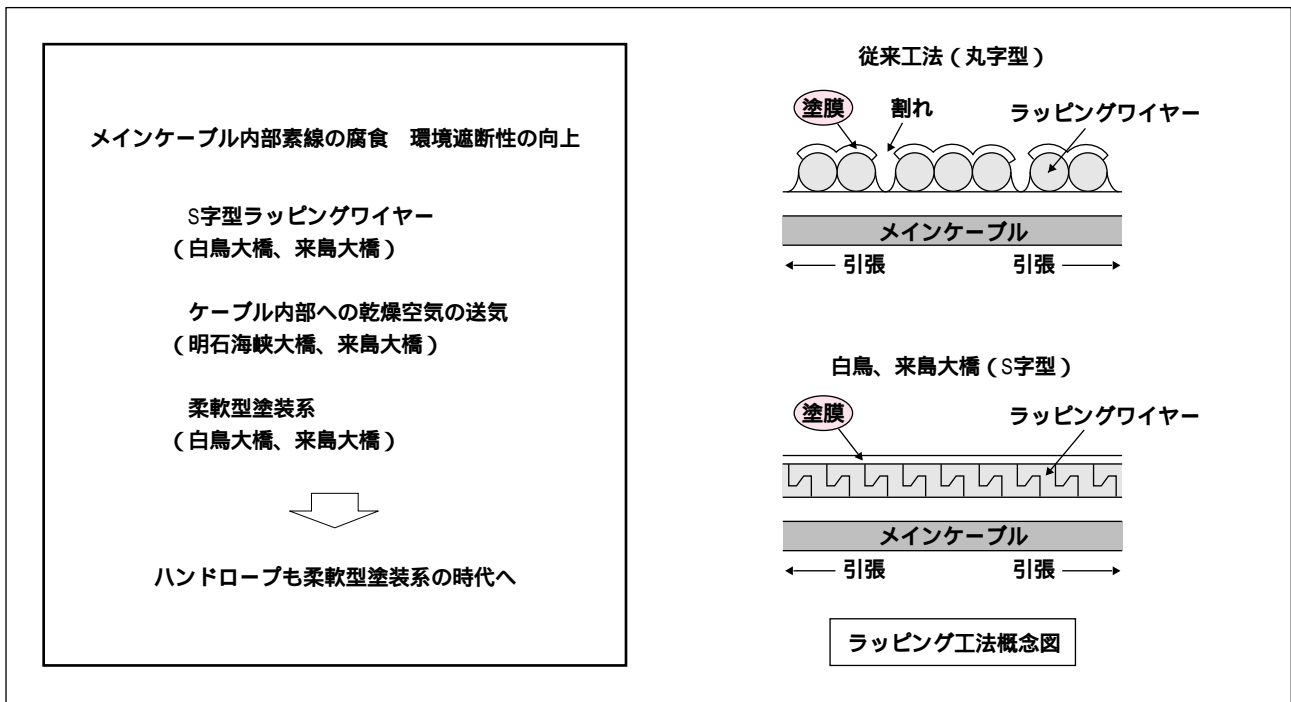 メインケーブル内部素線の腐食　環境遮断性の向上
S字型ラッピングワイヤー
（白鳥大橋、来島大橋）
ケーブル内部への乾燥空気の送気
（明石海峡大橋、来島大橋）
柔軟型塗装系
（白鳥大橋、来島大橋）
ハンドロープも柔軟型塗装系の時代へ
従来工法（丸字型）
塗膜　割れ　ラッピングワイヤー
メインケーブル
引張　引張
白鳥、来島大橋（S字型）
塗膜　ラッピングワイヤー
メインケーブル
引張　引張
ラッピング工法概念図